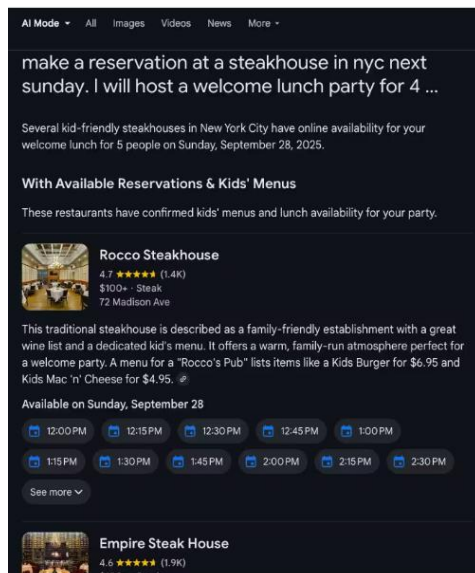 AI Mode All Images Videos News More
make a reservation at a steakhouse in nyc next
sunday. I will host a welcome lunch party for 4 ...
Several kid-friendly steakhouses in New York City have online availability for your
welcome lunch for 5 people on Sunday, September 28, 2025.
With Available Reservations & Kids' Menus
These restaurants have confirmed kids' menus and lunch availability for your party.
Rocco Steakhouse
4.7 ★★★★★ (1.4K)
$100+ · Steak
72 Madison Ave
This traditional steakhouse is described as a family-friendly establishment with a great
wine list and a dedicated kid's menu. It offers a warm, family-run atmosphere perfect for
a welcome party. A menu for a "Rocco's Pub" lists items like a Kids Burger for $6.95 and
Kids Mac 'n' Cheese for $4.95.
Available on Sunday, September 28
12:00 PM 12:15 PM 12:30 PM 12:45 PM 1:00 PM
1:15 PM 1:30 PM 1:45 PM 2:00 PM 2:15 PM 2:30 PM
See more
Empire Steak House
4.6 ★★★★★ (1.9K)